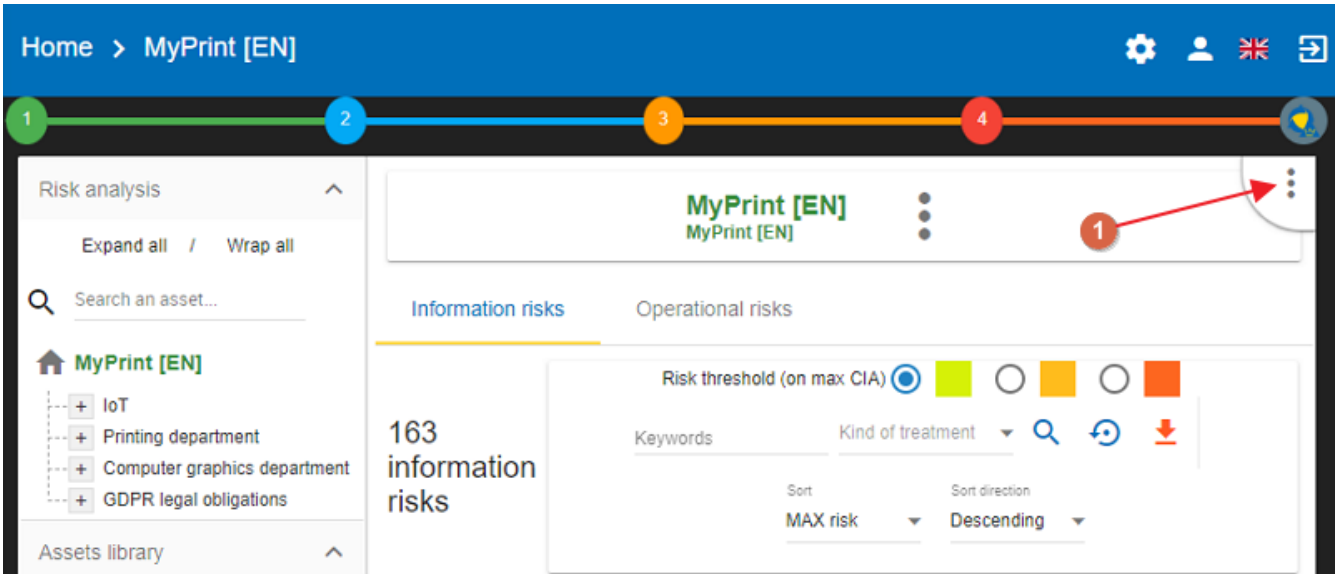 Home > MyPrint [EN]
1 2 3 4
Risk analysis
Expand all / Wrap all
Search an asset...
MyPrint [EN]
+ IoT
+ Printing department
+ Computer graphics department
+ GDPR legal obligations
Assets library
MyPrint [EN]
MyPrint [EN]
1
Information risks Operational risks
163
information
risks
Risk threshold (on max CIA)
Keywords Kind of treatment
Sort Sort direction
MAX risk Descending